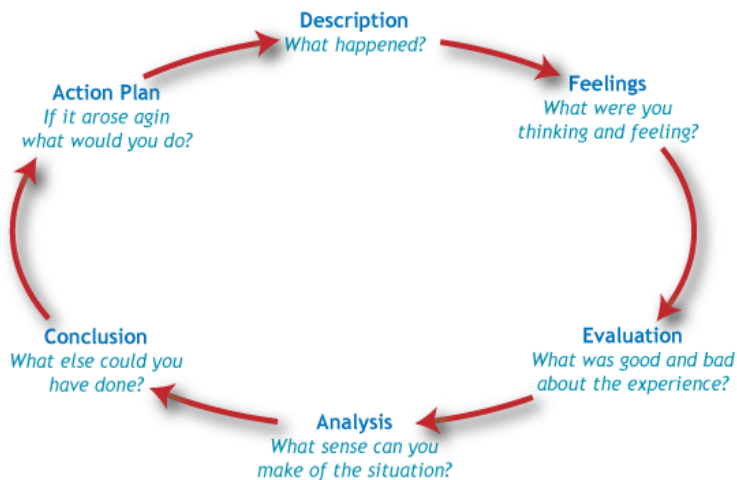 Description
What happened?
Feelings
What were you
thinking and feeling?
Evaluation
What was good and bad
about the experience?
Analysis
What sense can you
make of the situation?
Conclusion
What else could you
have done?
Action Plan
If it arose agin
what would you do?